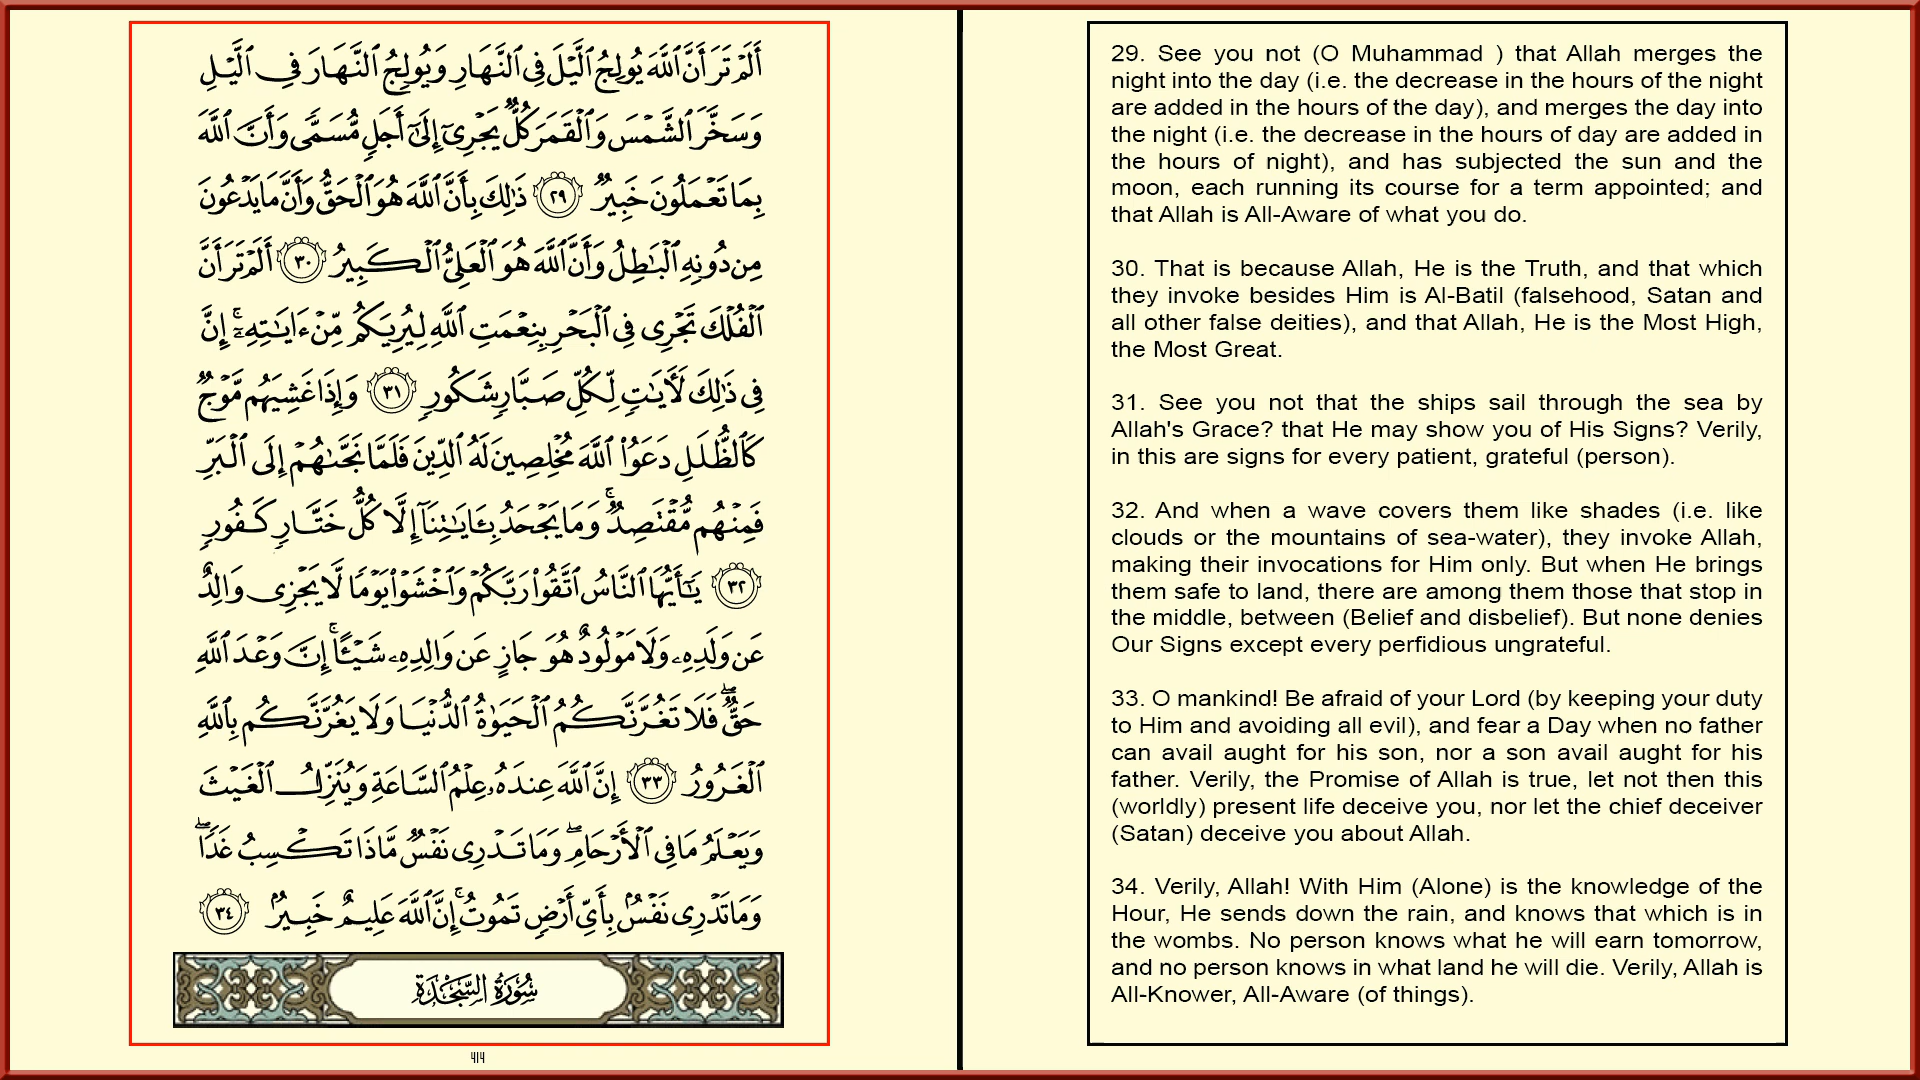 أَلَمْ تَرَ أَنَّ ٱللَّهَ يُولِجُ ٱلَّيْلَ فِى ٱلنَّهَارِ وَيُولِجُ ٱلنَّهَارَ فِى ٱلَّيْلِ
وَسَخَّرَ ٱلشَّمْسَ وَٱلْقَمَرَ كُلٌّ يَجْرِىٓ إِلَىٰٓ أَجَلٍ مُّسَمًّى وَأَنَّ ٱللَّهَ
بِمَا تَعْمَلُونَ خَبِيرٌ ٢٩ ذَٰلِكَ بِأَنَّ ٱللَّهَ هُوَ ٱلْحَقُّ وَأَنَّ مَا يَدْعُونَ
مِن دُونِهِ ٱلْبَٰطِلُ وَأَنَّ ٱللَّهَ هُوَ ٱلْعَلِىُّ ٱلْكَبِيرُ ٣٠ أَلَمْ تَرَ أَنَّ
ٱلْفُلْكَ تَجْرِى فِى ٱلْبَحْرِ بِنِعْمَتِ ٱللَّهِ لِيُرِيَكُم مِّنْ ءَايَٰتِهِۦٓ ۚ إِنَّ
فِى ذَٰلِكَ لَءَايَٰتٍ لِّكُلِّ صَبَّارٍ شَكُورٍ ٣١ وَإِذَا غَشِيَهُم مَّوْجٌ
كَٱلظُّلَلِ دَعَوُا۟ ٱللَّهَ مُخْلِصِينَ لَهُ ٱلدِّينَ فَلَمَّا نَجَّىٰهُمْ إِلَى ٱلْبَرِّ
فَمِنْهُم مُّقْتَصِدٌ ۚ وَمَا يَجْحَدُ بِـَٔايَٰتِنَآ إِلَّا كُلُّ خَتَّارٍ كَفُورٍ
٣٢ يَٰٓأَيُّهَا ٱلنَّاسُ ٱتَّقُوا۟ رَبَّكُمْ وَٱخْشَوْا۟ يَوْمًا لَّا يَجْزِى وَالِدٌ
عَن وَلَدِهِۦ وَلَا مَوْلُودٌ هُوَ جَازٍ عَن وَالِدِهِۦ شَيْـًٔا ۚ إِنَّ وَعْدَ ٱللَّهِ
حَقٌّ ۖ فَلَا تَغُرَّنَّكُمُ ٱلْحَيَوٰةُ ٱلدُّنْيَا وَلَا يَغُرَّنَّكُم بِٱللَّهِ
ٱلْغَرُورُ ٣٣ إِنَّ ٱللَّهَ عِندَهُۥ عِلْمُ ٱلسَّاعَةِ وَيُنَزِّلُ ٱلْغَيْثَ
وَيَعْلَمُ مَا فِى ٱلْأَرْحَامِ ۖ وَمَا تَدْرِى نَفْسٌ مَّاذَا تَكْسِبُ غَدًا ۖ
وَمَا تَدْرِى نَفْسٌۢ بِأَىِّ أَرْضٍ تَمُوتُ ۚ إِنَّ ٱللَّهَ عَلِيمٌ خَبِيرٌۢ ٣٤
سُورَةُ السَّجْدَةِ
٤١٤
29. See you not (O Muhammad ) that Allah merges the
night into the day (i.e. the decrease in the hours of the night
are added in the hours of the day), and merges the day into
the night (i.e. the decrease in the hours of day are added in
the hours of night), and has subjected the sun and the
moon, each running its course for a term appointed; and
that Allah is All-Aware of what you do.
30. That is because Allah, He is the Truth, and that which
they invoke besides Him is Al-Batil (falsehood, Satan and
all other false deities), and that Allah, He is the Most High,
the Most Great.
31. See you not that the ships sail through the sea by
Allah's Grace? that He may show you of His Signs? Verily,
in this are signs for every patient, grateful (person).
32. And when a wave covers them like shades (i.e. like
clouds or the mountains of sea-water), they invoke Allah,
making their invocations for Him only. But when He brings
them safe to land, there are among them those that stop in
the middle, between (Belief and disbelief). But none denies
Our Signs except every perfidious ungrateful.
33. O mankind! Be afraid of your Lord (by keeping your duty
to Him and avoiding all evil), and fear a Day when no father
can avail aught for his son, nor a son avail aught for his
father. Verily, the Promise of Allah is true, let not then this
(worldly) present life deceive you, nor let the chief deceiver
(Satan) deceive you about Allah.
34. Verily, Allah! With Him (Alone) is the knowledge of the
Hour, He sends down the rain, and knows that which is in
the wombs. No person knows what he will earn tomorrow,
and no person knows in what land he will die. Verily, Allah is
All-Knower, All-Aware (of things).